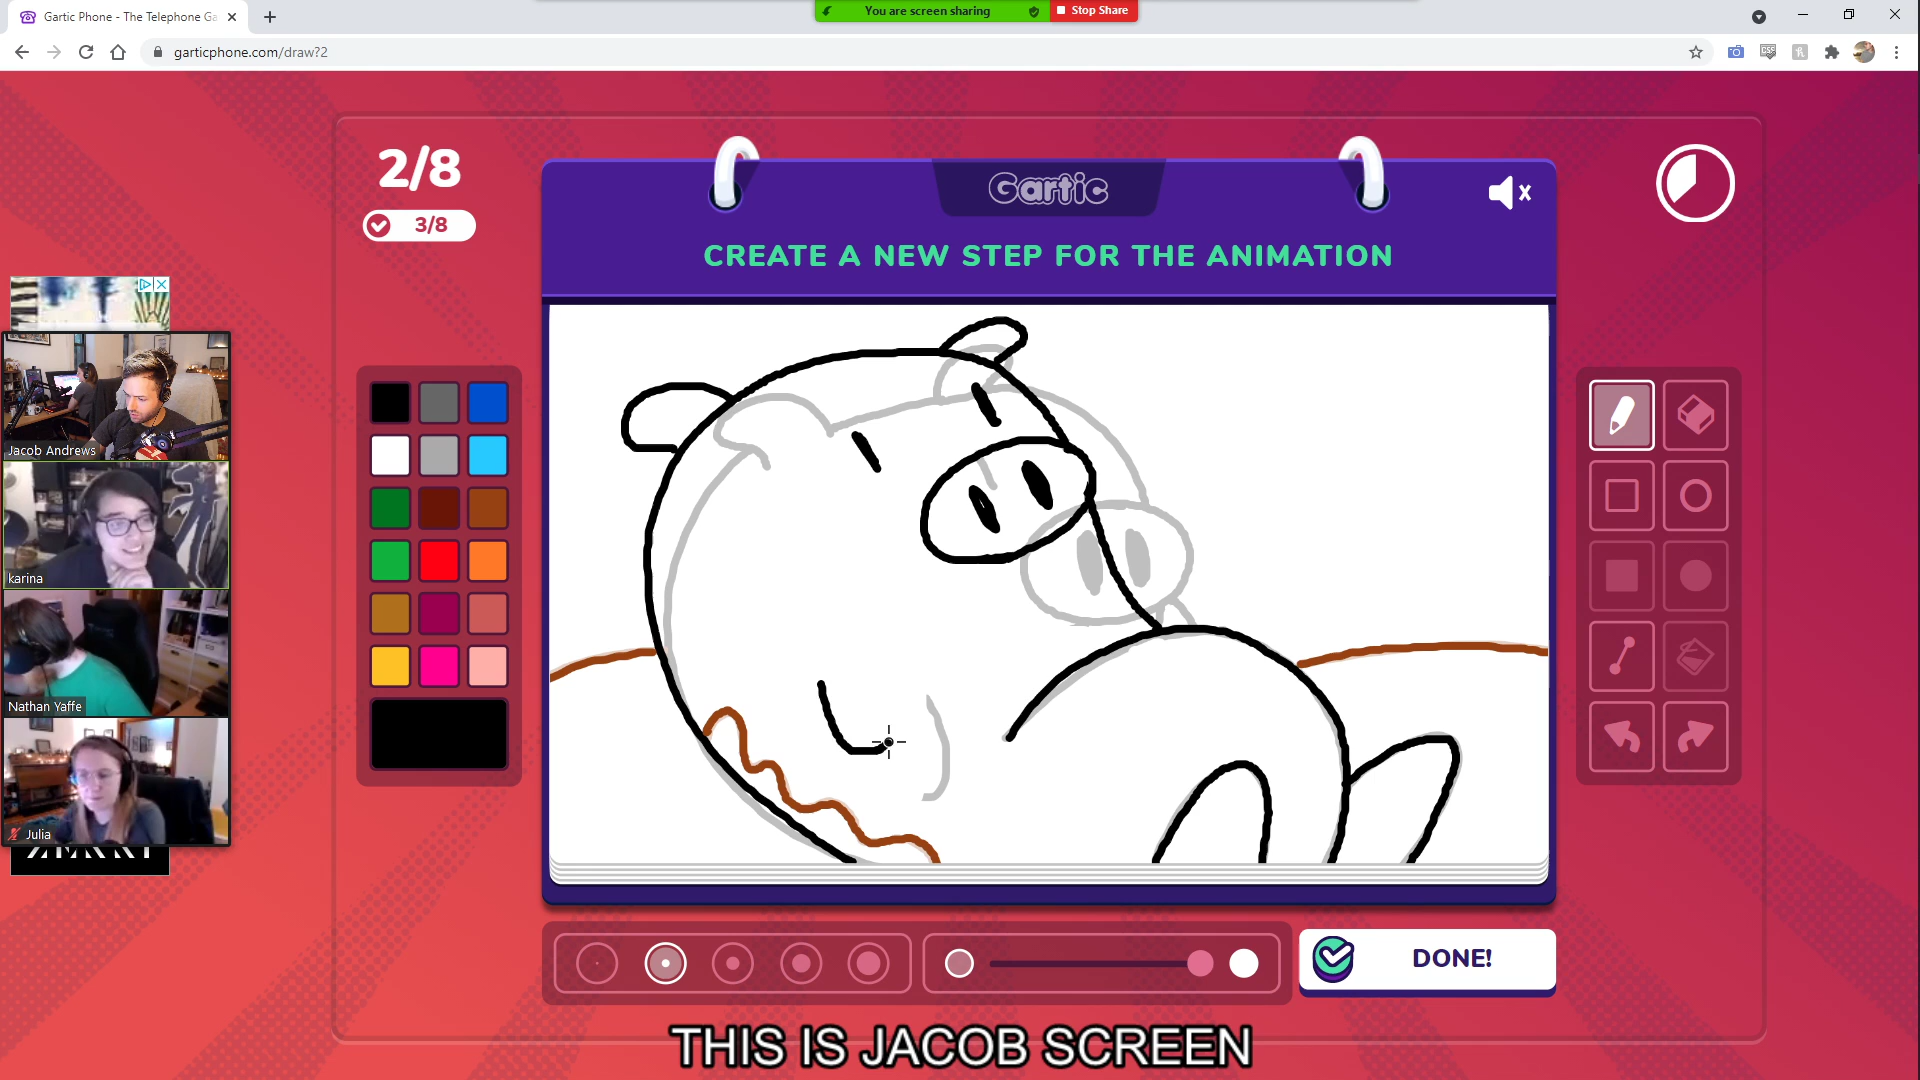 Gartic Phone - The Telephone Ga
You are screen sharing
Stop Share
garticphone.com/draw?2
2/8
3/8
Gartic
CREATE A NEW STEP FOR THE ANIMATION
Jacob Andrews
karina
Nathan Yaffe
Julia
DONE!
THIS IS JACOB SCREEN